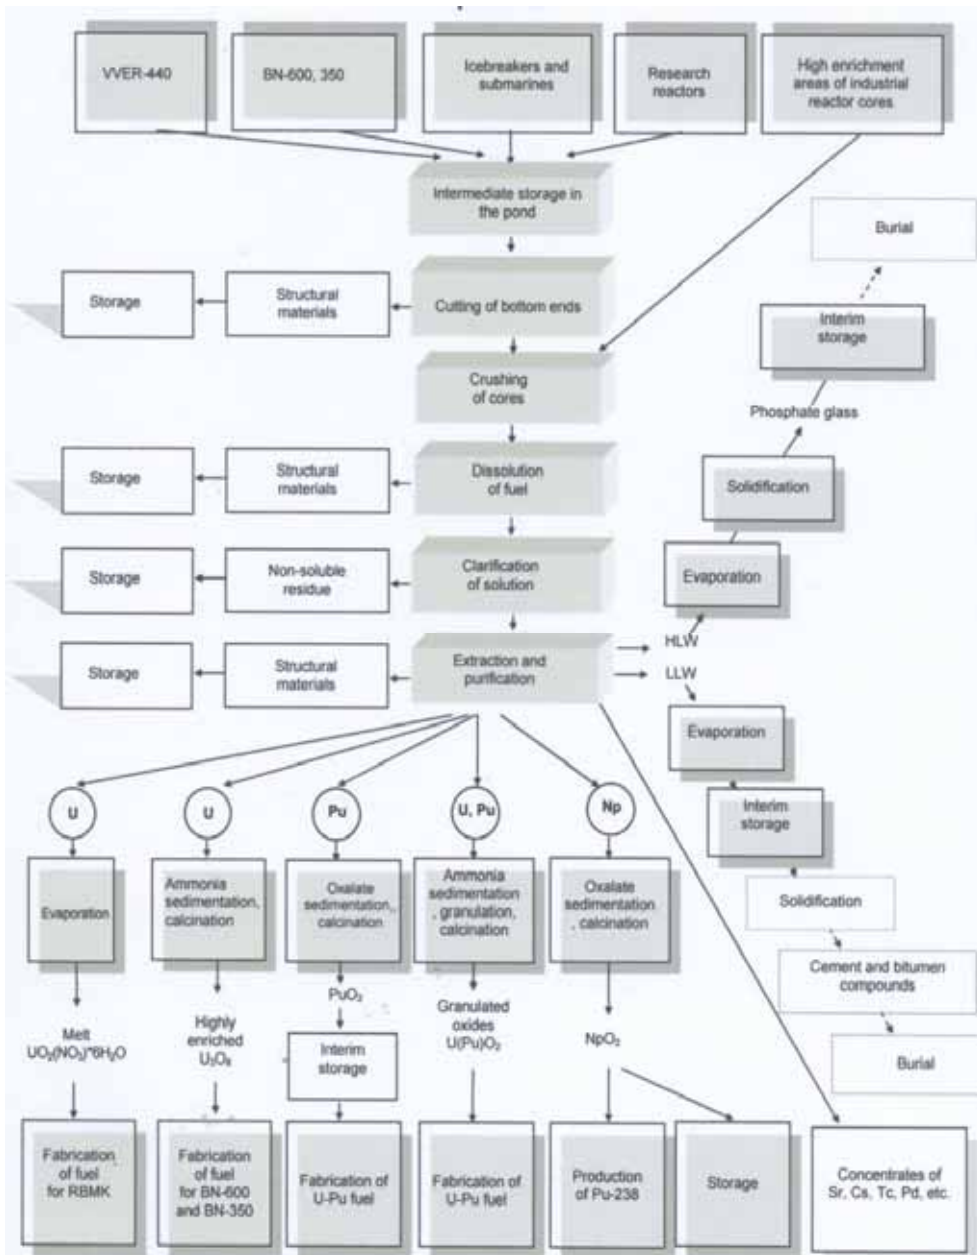 VVER-440
BN-600, 350
Icebreakers and
submarines
Research
reactors
High enrichment
areas of industrial
reactor cores
Intermediate storage in
the pond
Burial
Storage
Structural
materials
Cutting of bottom ends
Interim
storage
Crushing
of cores
Phosphate glass
Storage
Structural
materials
Dissolution
of fuel
Solidification
Storage
Non-soluble
residue
Clarification
of solution
Evaporation
Storage
Structural
materials
Extraction and
purification
HLW
LLW
Evaporation
Interim
storage
U
U
Pu
U, Pu
Np
Evaporation
Ammonia
sedimentation,
calcination
Oxalate
sedimentation,
calcination
Ammonia
sedimentation
, granulation,
calcination
Oxalate
sedimentation
, calcination
Solidification
Cement and bitumen
compounds
Burial
Melt
UO2(NO3)*6H2O
Highly
enriched
U3O8
PuO2
Interim
storage
Granulated
oxides
U(Pu)O2
NpO2
Fabrication
of fuel
for RBMK
Fabrication
of fuel
for BN-600
and BN-350
Fabrication of
U-Pu fuel
Fabrication of
U-Pu fuel
Production
of Pu-238
Storage
Concentrates of
Sr, Cs, Tc, Pd, etc.